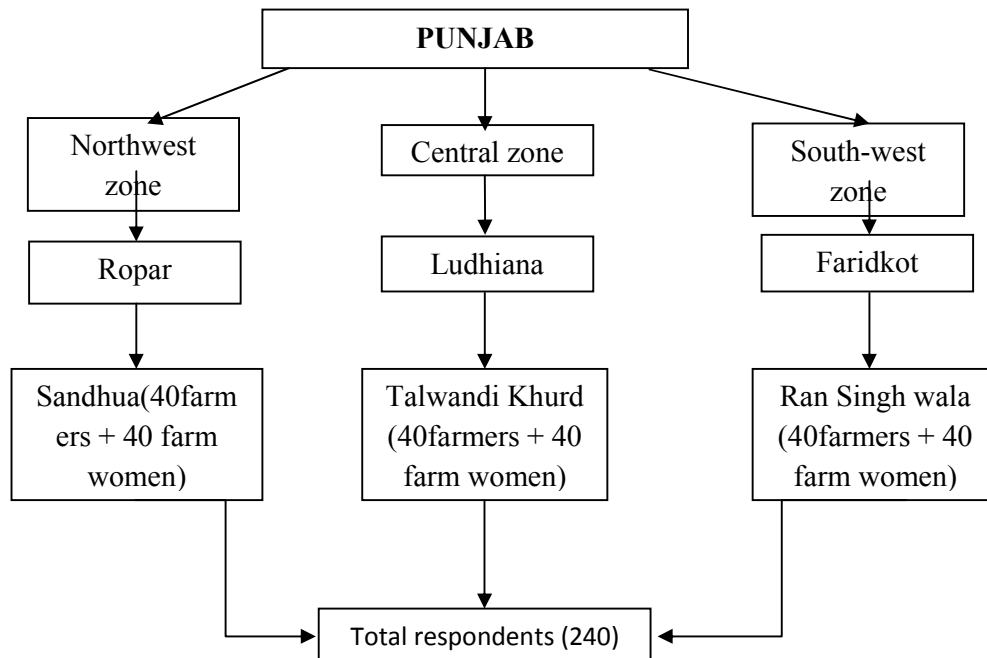 PUNJAB
Northwest
zone
Central zone
South-west
zone
Ropar
Ludhiana
Faridkot
Sandhua(40farm
ers + 40 farm
women)
Talwandi Khurd
(40farmers + 40
farm women)
Ran Singh wala
(40farmers + 40
farm women)
Total respondents (240)